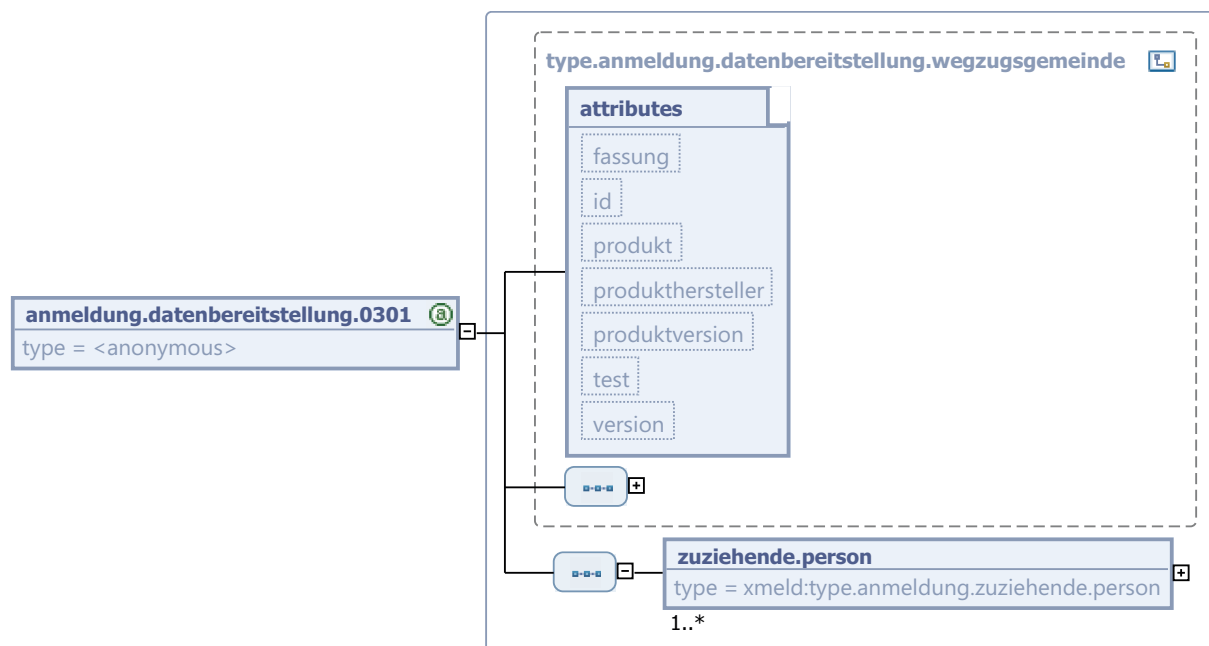 type.anmeldung.datenbereitstellung.wegzugsgemeinde
attributes
fassung
id
produkt
produkthersteller
produktversion
test
version
anmeldung.datenbereitstellung.0301 @
type = <anonymous>
zuziehende.person
type = xmeld:type.anmeldung.zuziehende.person
1..*